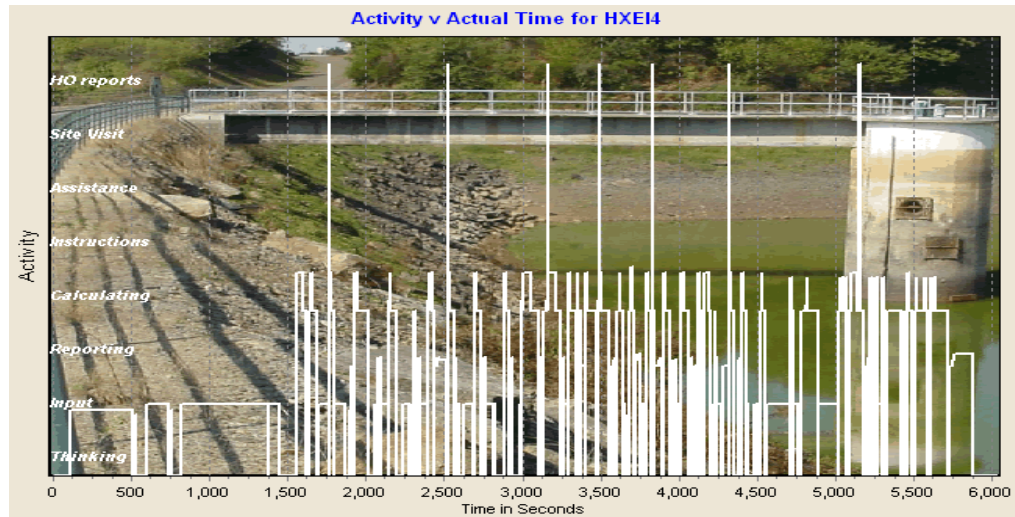 Activity v Actual Time for HXEI4
HO reports
Site Visit
Assistance
Instructions
Activity
Calculating
Reporting
Input
Thinking
0 500 1,000 1,500 2,000 2,500 3,000 3,500 4,000 4,500 5,000 5,500 6,000
Time in Seconds